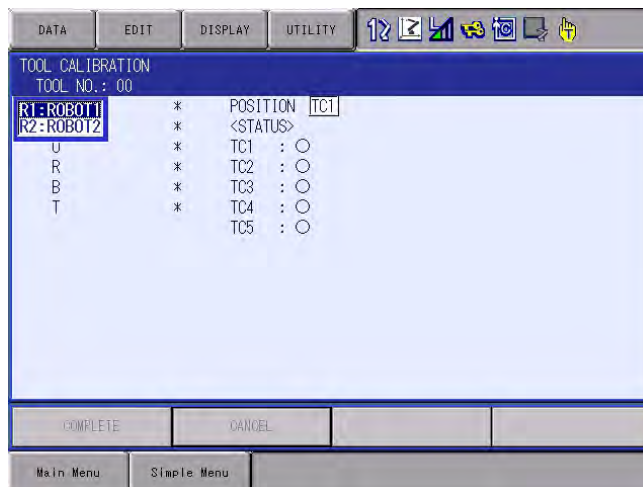 DATA EDIT DISPLAY UTILITY
TOOL CALIBRATION
TOOL NO.: 00
R1:ROBOT1 * POSITION TC1
R2:ROBOT2 * <STATUS>
U * TC1 : ○
R * TC2 : ○
B * TC3 : ○
T * TC4 : ○
TC5 : ○
COMPLETE CANCEL
Main Menu Simple Menu